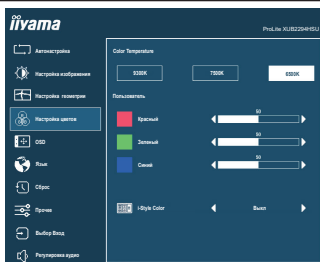 iiyama
ProLite XUB2294HSU
Автонастройка
Color Temperature
Настройка изображения
9300K
7500K
6500K
Настройка геометрии
Пользователь
Настройка цветов
50
Красный
50
OSD
Зеленый
50
Язык
Синий
Сброс
i-Style Color
Выкл
Прочее
Выбор Вход
Регулировка аудио